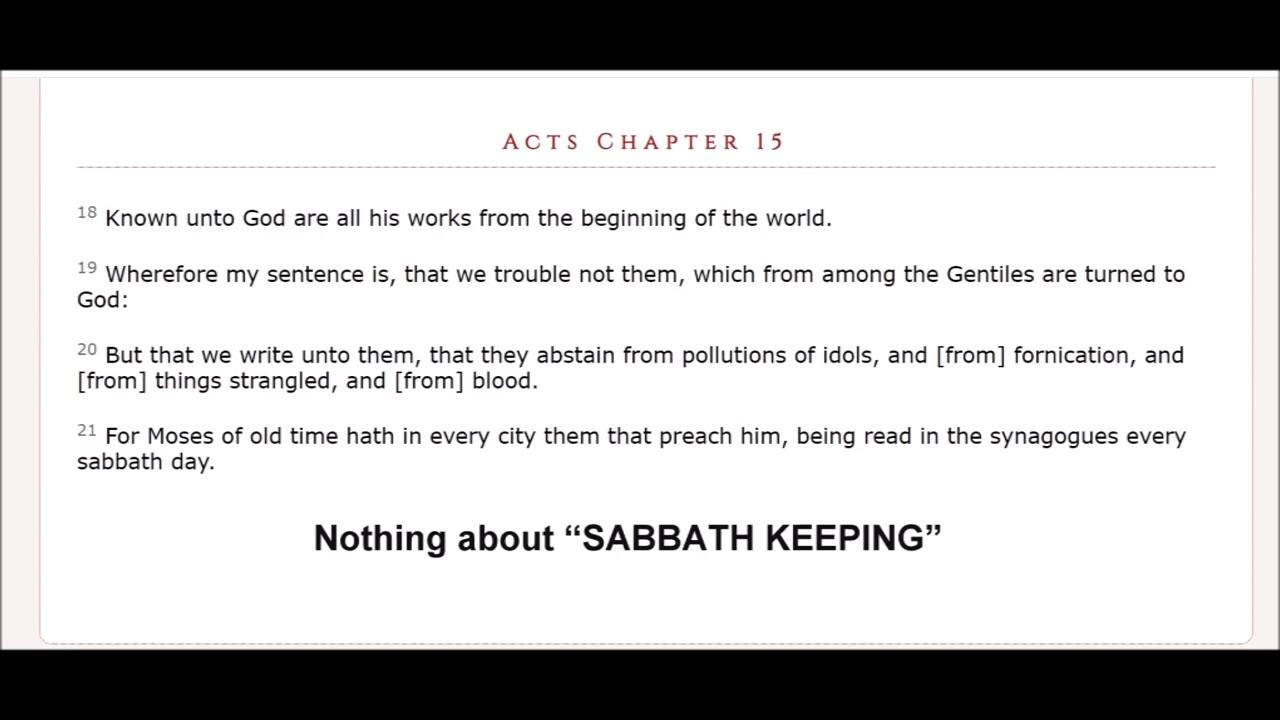 Acts Chapter 15
18 Known unto God are all his works from the beginning of the world.
19 Wherefore my sentence is, that we trouble not them, which from among the Gentiles are turned to
God:
20 But that we write unto them, that they abstain from pollutions of idols, and [from] fornication, and
[from] things strangled, and [from] blood.
21 For Moses of old time hath in every city them that preach him, being read in the synagogues every
sabbath day.
Nothing about “SABBATH KEEPING”